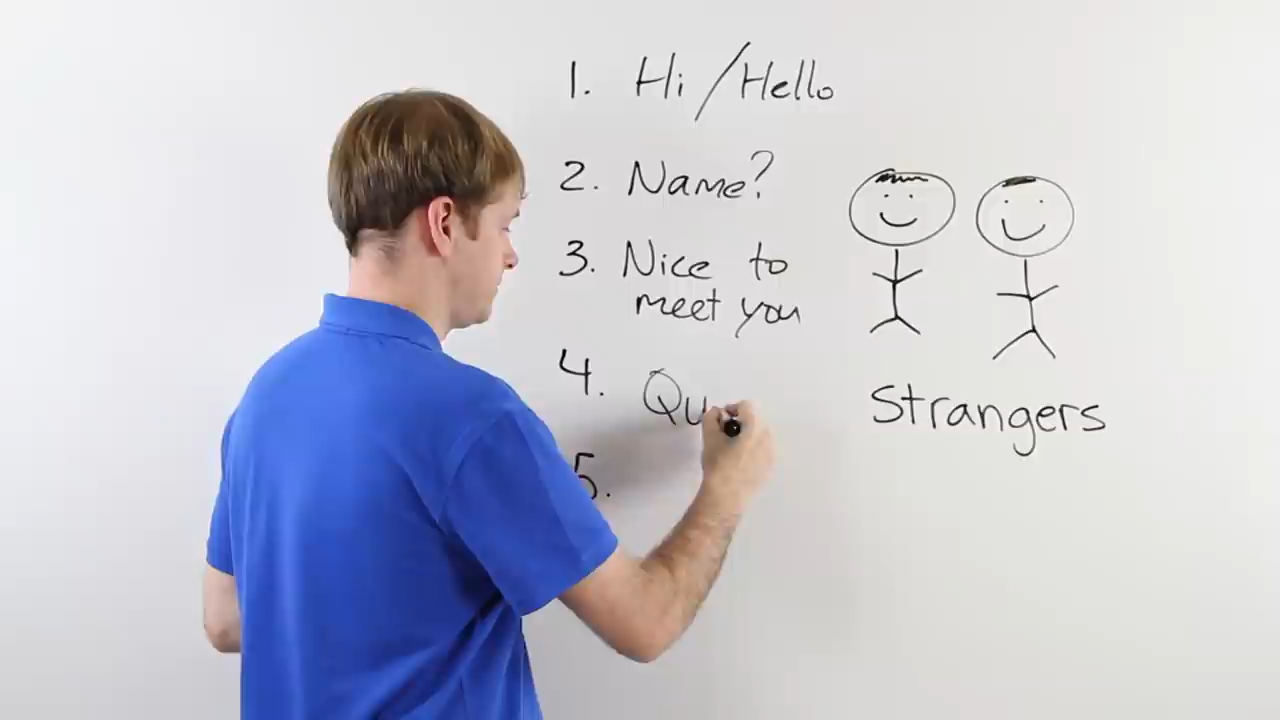 1. Hi / Hello
2. Name?
3. Nice to
meet you
4. Qu
5.
Strangers